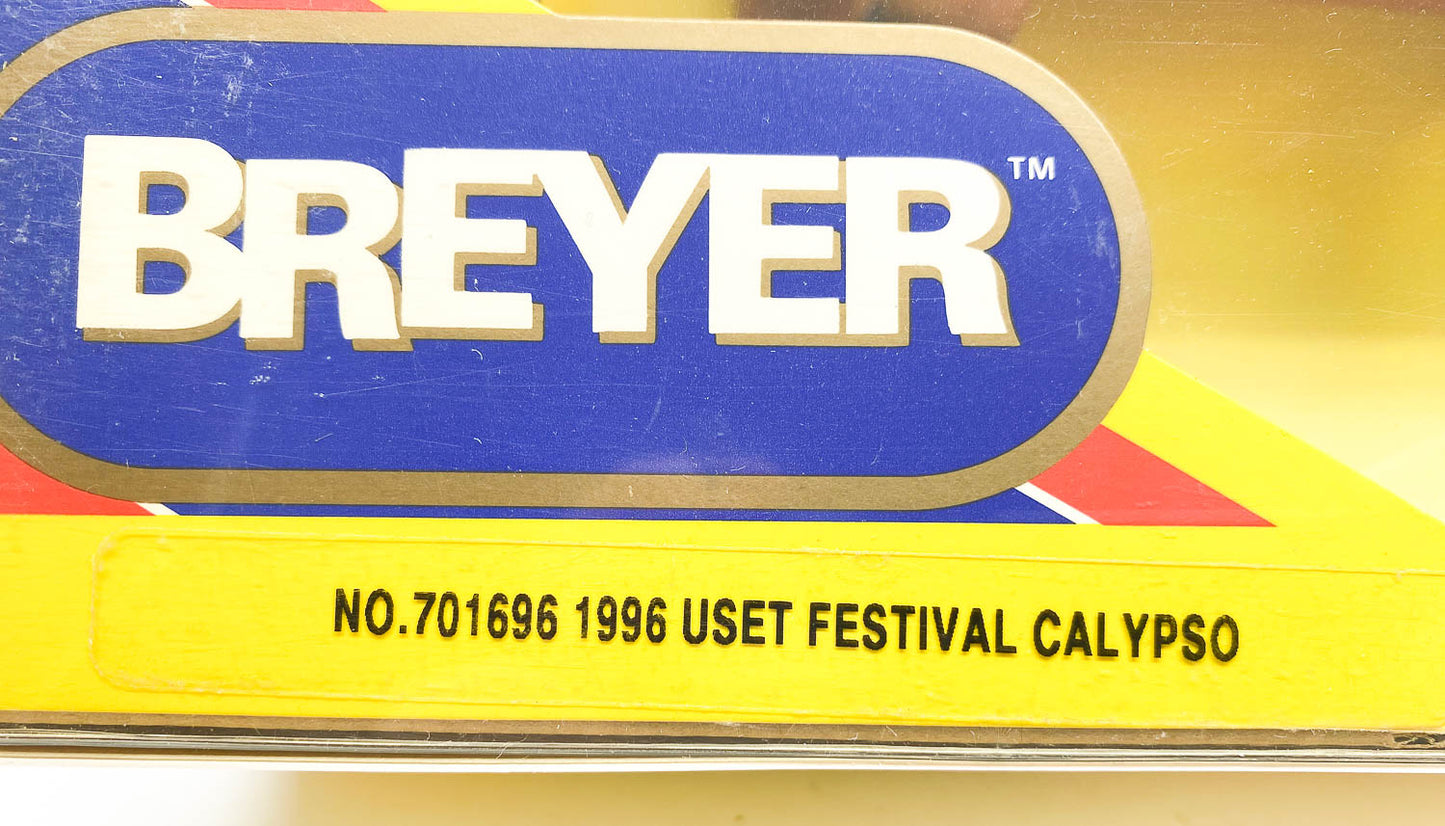 BREYER™
NO.701696 1996 USET FESTIVAL CALYPSO